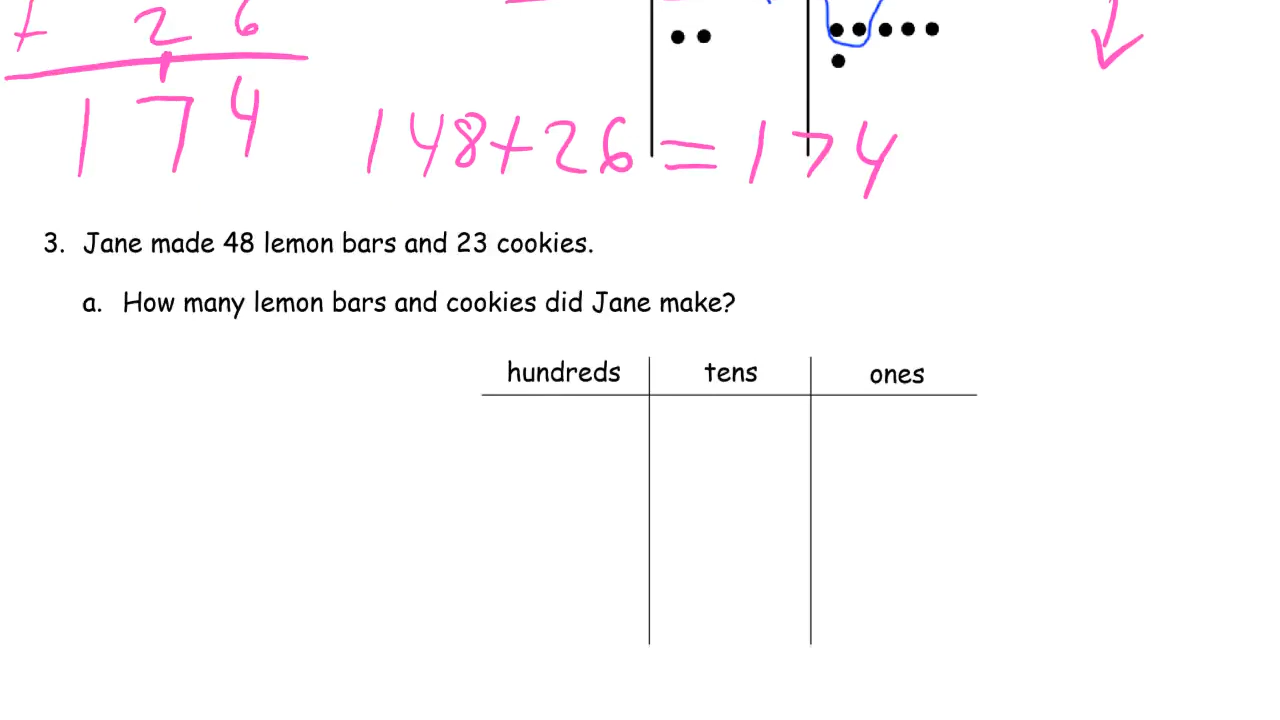 + 2 6
1 7 4
148+26=174
3. Jane made 48 lemon bars and 23 cookies.
a. How many lemon bars and cookies did Jane make?
hundreds tens ones